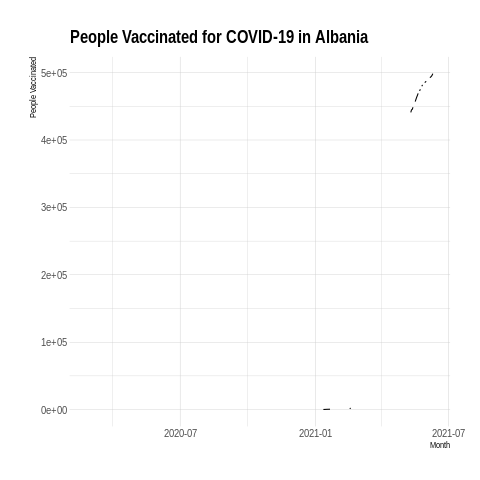 People Vaccinated for COVID-19 in Albania
People Vaccinated
5e+05
4e+05
3e+05
2e+05
1e+05
0e+00
2020-07
2021-01
2021-07
Month